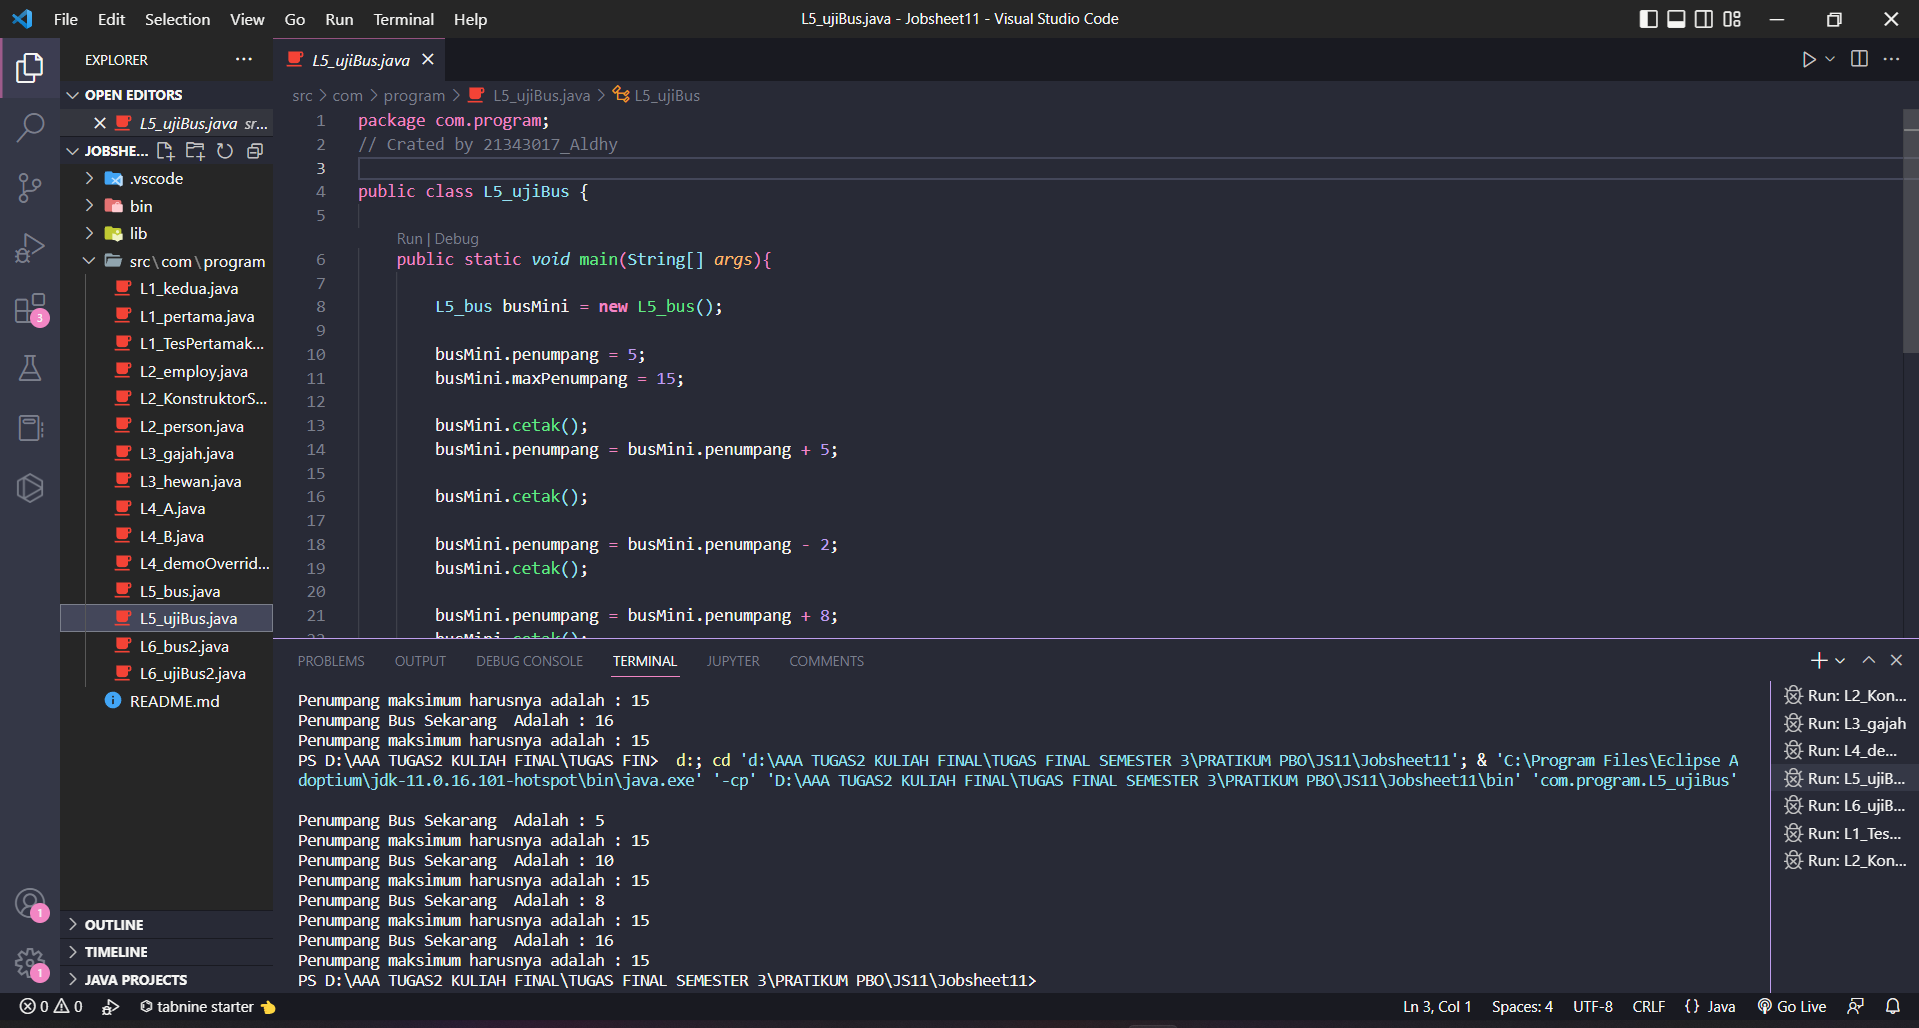 File Edit Selection View Go Run Terminal Help
L5_ujiBus.java - Jobsheet11 - Visual Studio Code
EXPLORER
OPEN EDITORS
L5_ujiBus.java sr...
JOBSHE...
.vscode
bin
lib
src\com\program
L1_kedua.java
L1_pertama.java
L1_TesPertamak...
L2_employ.java
L2_KonstruktorS...
L2_person.java
L3_gajah.java
L3_hewan.java
L4_A.java
L4_B.java
L4_demoOverrid...
L5_bus.java
L5_ujiBus.java
L6_bus2.java
L6_ujiBus2.java
README.md
OUTLINE
TIMELINE
JAVA PROJECTS
3
1
1
L5_ujiBus.java
src > com > program > L5_ujiBus.java > L5_ujiBus
1 package com.program;
2 // Crated by 21343017_Aldhy
3
4 public class L5_ujiBus {
5
Run | Debug
6 public static void main(String[] args){
7
8 L5_bus busMini = new L5_bus();
9
10 busMini.penumpang = 5;
11 busMini.maxPenumpang = 15;
12
13 busMini.cetak();
14 busMini.penumpang = busMini.penumpang + 5;
15
16 busMini.cetak();
17
18 busMini.penumpang = busMini.penumpang - 2;
19 busMini.cetak();
20
21 busMini.penumpang = busMini.penumpang + 8;
22 busMini.cetak();
PROBLEMS OUTPUT DEBUG CONSOLE TERMINAL JUPYTER COMMENTS
Penumpang maksimum harusnya adalah : 15
Penumpang Bus Sekarang  Adalah : 16
Penumpang maksimum harusnya adalah : 15
PS D:\AAA TUGAS2 KULIAH FINAL\TUGAS FIN>  d:; cd 'd:\AAA TUGAS2 KULIAH FINAL\TUGAS FINAL SEMESTER 3\PRATIKUM PBO\JS11\Jobsheet11'; & 'C:\Program Files\Eclipse A
doptium\jdk-11.0.16.101-hotspot\bin\java.exe' '-cp' 'D:\AAA TUGAS2 KULIAH FINAL\TUGAS FINAL SEMESTER 3\PRATIKUM PBO\JS11\Jobsheet11\bin' 'com.program.L5_ujiBus'
Penumpang Bus Sekarang  Adalah : 5
Penumpang maksimum harusnya adalah : 15
Penumpang Bus Sekarang  Adalah : 10
Penumpang maksimum harusnya adalah : 15
Penumpang Bus Sekarang  Adalah : 8
Penumpang maksimum harusnya adalah : 15
Penumpang Bus Sekarang  Adalah : 16
Penumpang maksimum harusnya adalah : 15
PS D:\AAA TUGAS2 KULIAH FINAL\TUGAS FINAL SEMESTER 3\PRATIKUM PBO\JS11\Jobsheet11>
Run: L2_Kon...
Run: L3_gajah
Run: L4_de...
Run: L5_ujiB...
Run: L6_ujiB...
Run: L1_Tes...
Run: L2_Kon...
0 0 tabnine starter
Ln 3, Col 1 Spaces: 4 UTF-8 CRLF {} Java Go Live